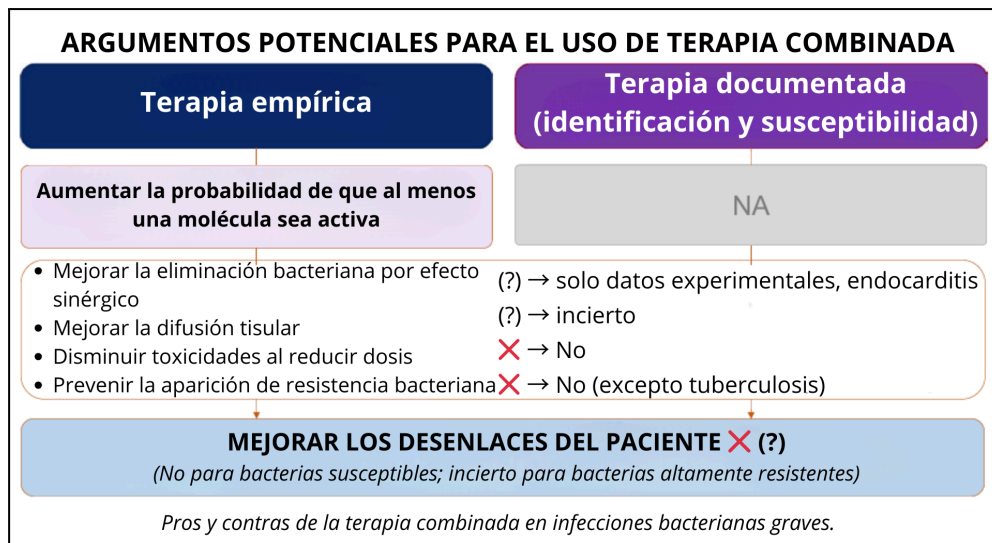 ARGUMENTOS POTENCIALES PARA EL USO DE TERAPIA COMBINADA
Terapia empírica
Terapia documentada
(identificación y susceptibilidad)
Aumentar la probabilidad de que al menos
una molécula sea activa
NA
• Mejorar la eliminación bacteriana por efecto
sinérgico
• Mejorar la difusión tisular
• Disminuir toxicidades al reducir dosis
• Prevenir la aparición de resistencia bacteriana
(?) → solo datos experimentales, endocarditis
(?) → incierto
❌ → No
❌ → No (excepto tuberculosis)
MEJORAR LOS DESENLACES DEL PACIENTE ❌ (?)
(No para bacterias susceptibles; incierto para bacterias altamente resistentes)
Pros y contras de la terapia combinada en infecciones bacterianas graves.